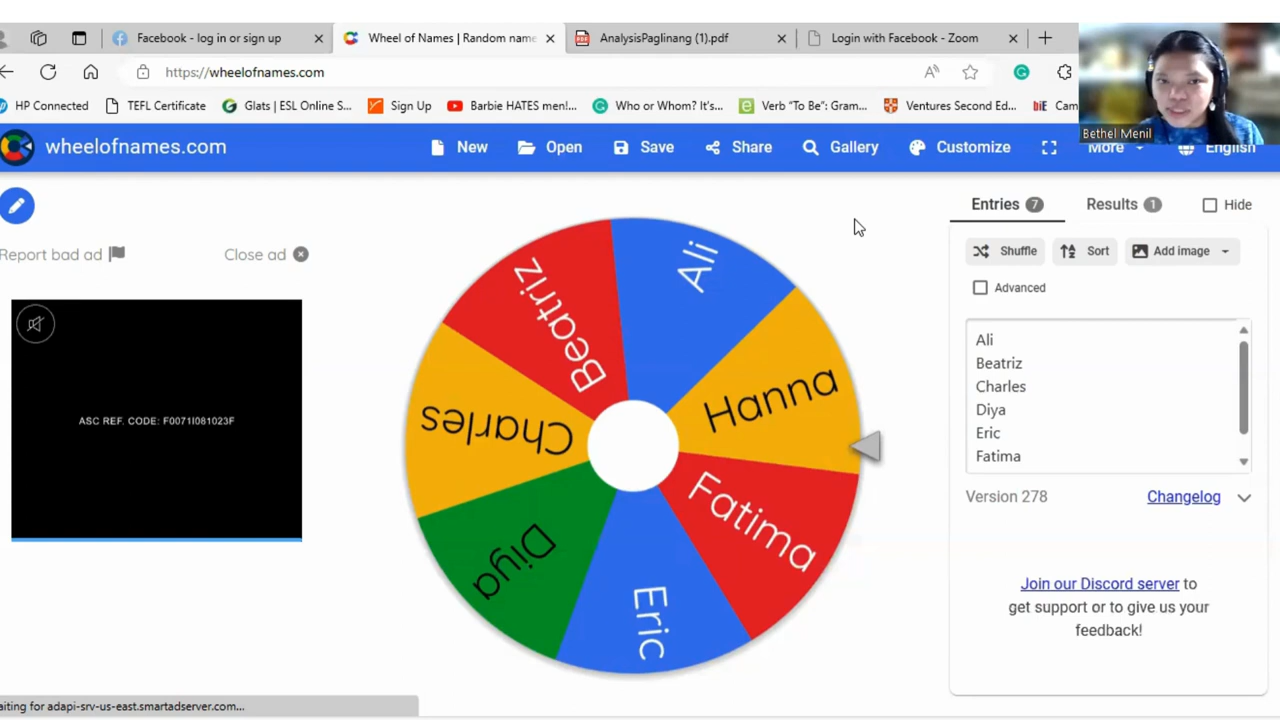 Facebook - log in or sign up
Wheel of Names | Random name
AnalysisPaglinang (1).pdf
Login with Facebook - Zoom
https://wheelofnames.com
HP Connected
TEFL Certificate
Glats | ESL Online S...
Sign Up
Barbie HATES men!...
Who or Whom? It's...
Verb "To Be": Gram...
Ventures Second Ed...
Cam
Bethel Menil
wheelofnames.com
New
Open
Save
Share
Gallery
Customize
More
English
Entries 7
Results 1
Hide
Report bad ad
Close ad
Shuffle
Sort
Add image
Advanced
ASC REF. CODE: F0071I081023F
Ali
Hanna
Fatima
Eric
Diya
Charles
Beatriz
Ali
Beatriz
Charles
Diya
Eric
Fatima
Version 278
Changelog
Join our Discord server to
get support or to give us your
feedback!
aiting for adapi-srv-us-east.smartadserver.com...